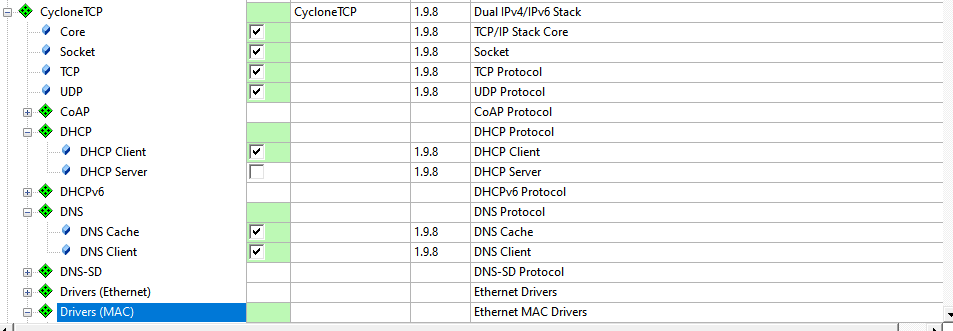 CycloneTCP CycloneTCP 1.9.8 Dual IPv4/IPv6 Stack
Core 1.9.8 TCP/IP Stack Core
Socket 1.9.8 Socket
TCP 1.9.8 TCP Protocol
UDP 1.9.8 UDP Protocol
CoAP CoAP Protocol
DHCP DHCP Protocol
DHCP Client 1.9.8 DHCP Client
DHCP Server 1.9.8 DHCP Server
DHCPv6 DHCPv6 Protocol
DNS DNS Protocol
DNS Cache 1.9.8 DNS Cache
DNS Client 1.9.8 DNS Client
DNS-SD DNS-SD Protocol
Drivers (Ethernet) Ethernet Drivers
Drivers (MAC) Ethernet MAC Drivers